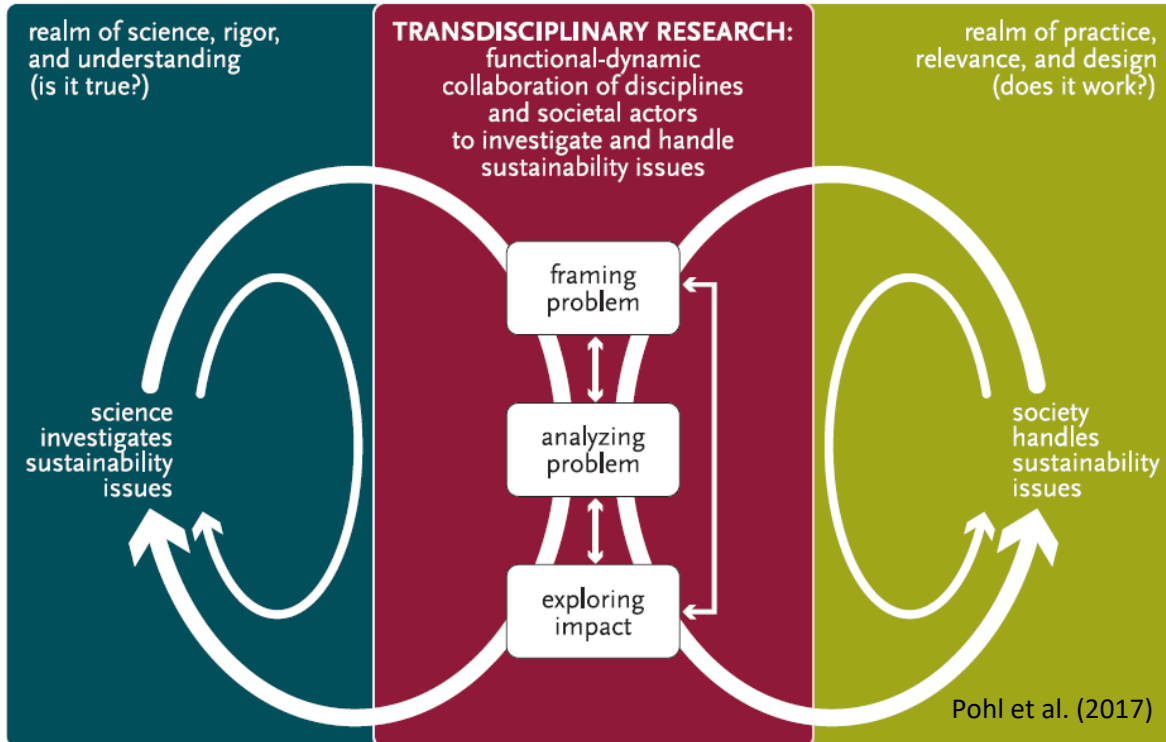 realm of science, rigor,
and understanding
(is it true?)
TRANSDISCIPLINARY RESEARCH:
functional-dynamic
collaboration of disciplines
and societal actors
to investigate and handle
sustainability issues
realm of practice,
relevance, and design
(does it work?)
framing
problem
science
investigates
sustainability
issues
analyzing
problem
society
handles
sustainability
issues
exploring
impact
Pohl et al. (2017)